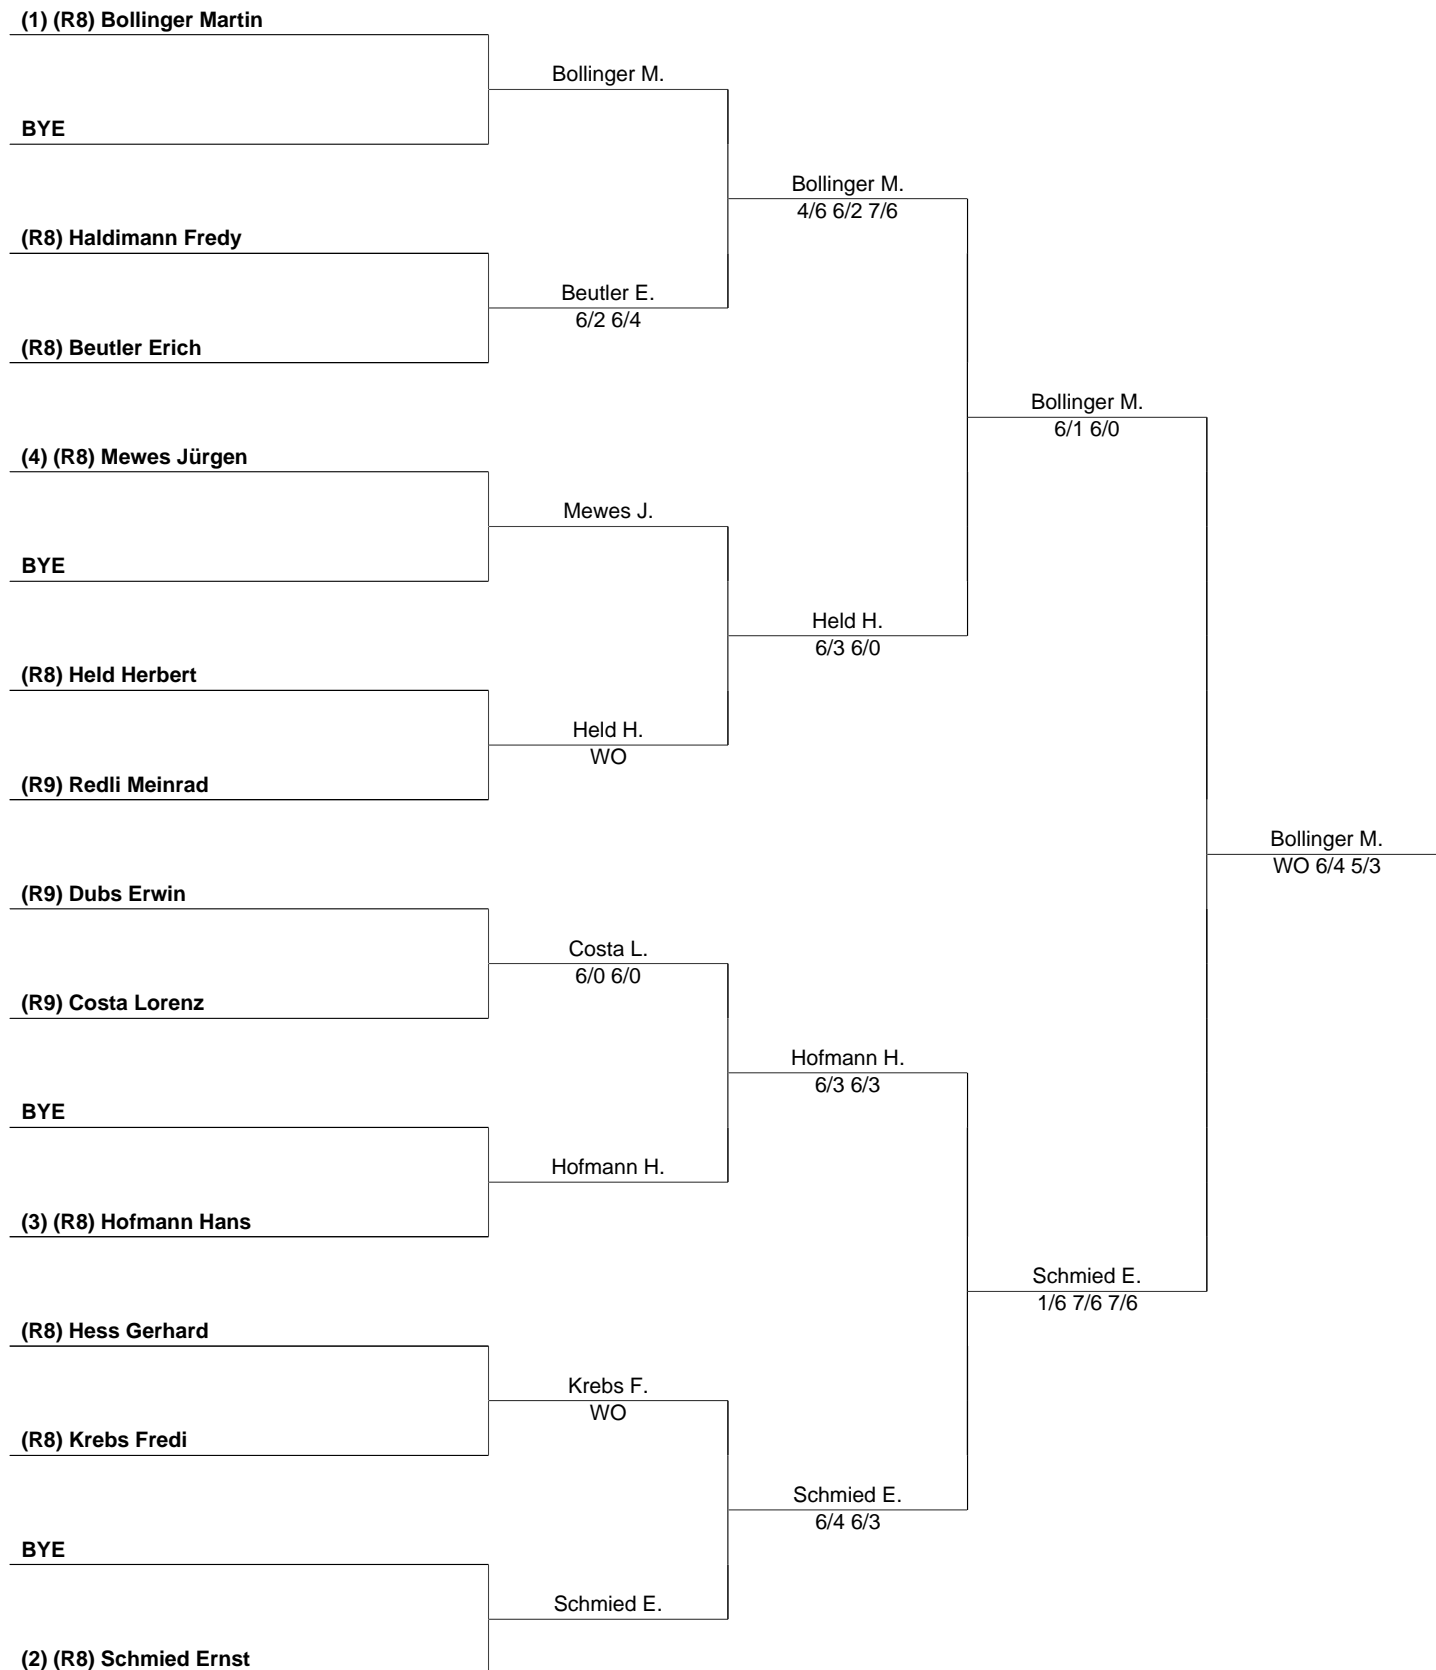 (1) (R8) Bollinger Martin
Bollinger M.
BYE
Bollinger M.
4/6 6/2 7/6
(R8) Haldimann Fredy
Beutler E.
6/2 6/4
(R8) Beutler Erich
Bollinger M.
6/1 6/0
(4) (R8) Mewes Jürgen
Mewes J.
BYE
Held H.
6/3 6/0
(R8) Held Herbert
Held H.
WO
(R9) Redli Meinrad
Bollinger M.
WO 6/4 5/3
(R9) Dubs Erwin
Costa L.
6/0 6/0
(R9) Costa Lorenz
Hofmann H.
6/3 6/3
BYE
Hofmann H.
(3) (R8) Hofmann Hans
Schmied E.
1/6 7/6 7/6
(R8) Hess Gerhard
Krebs F.
WO
(R8) Krebs Fredi
Schmied E.
6/4 6/3
BYE
Schmied E.
(2) (R8) Schmied Ernst